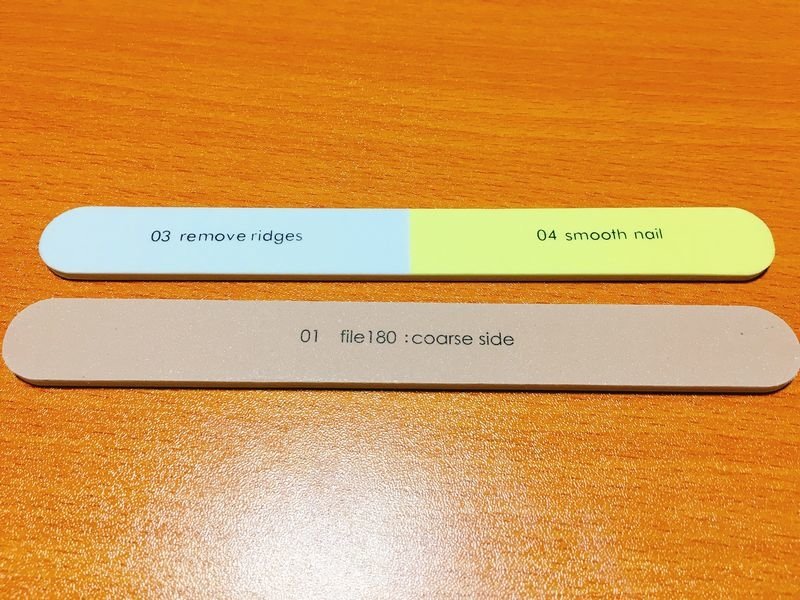 03 remove ridges
04 smooth nail
01 file180 :coarse side